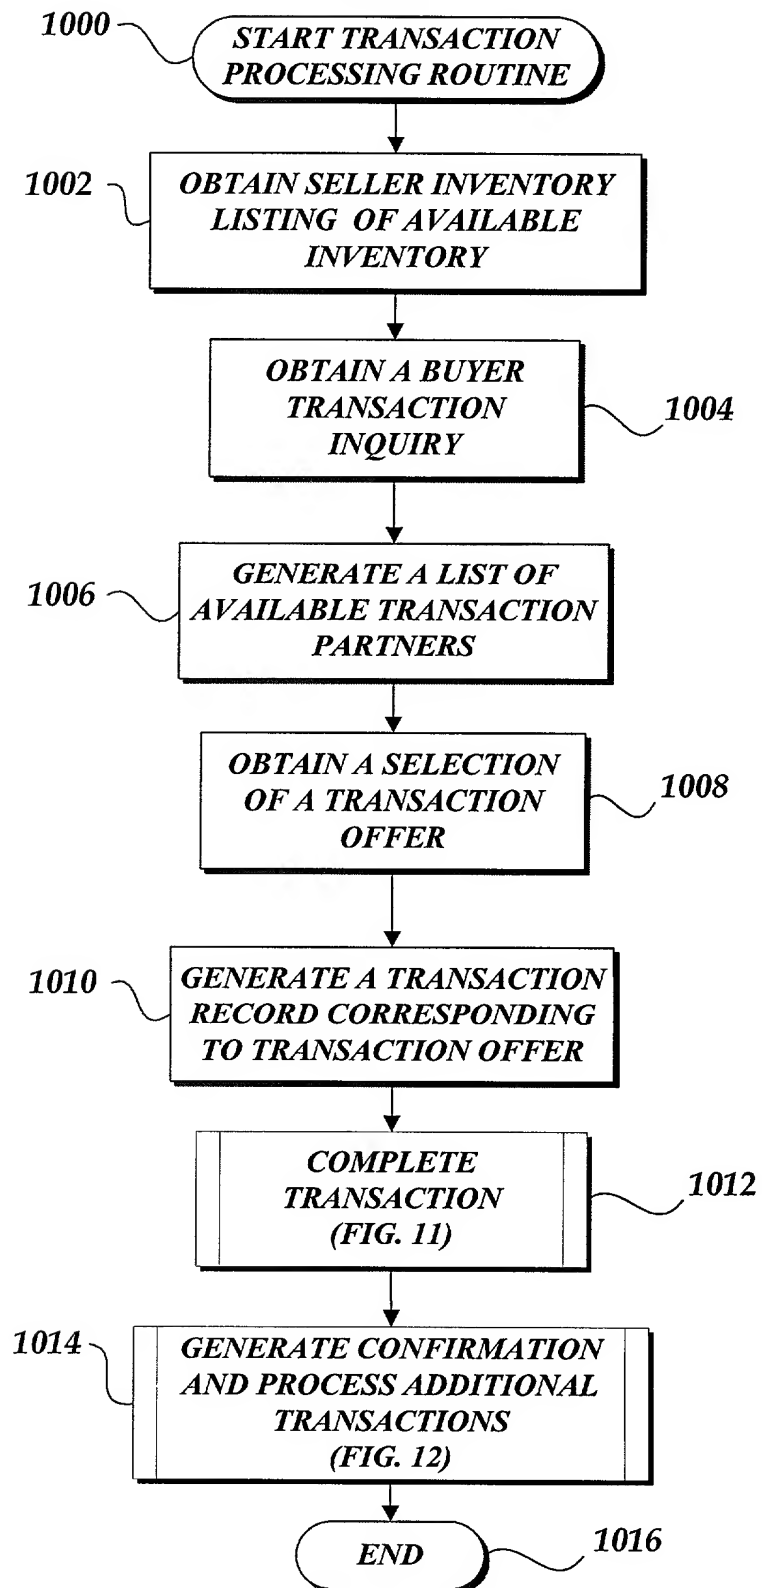 1000
START TRANSACTION
PROCESSING ROUTINE
1002
OBTAIN SELLER INVENTORY
LISTING OF AVAILABLE
INVENTORY
OBTAIN A BUYER
TRANSACTION
INQUIRY
1004
1006
GENERATE A LIST OF
AVAILABLE TRANSACTION
PARTNERS
OBTAIN A SELECTION
OF A TRANSACTION
OFFER
1008
1010
GENERATE A TRANSACTION
RECORD CORRESPONDING
TO TRANSACTION OFFER
COMPLETE
TRANSACTION
(FIG. 11)
1012
1014
GENERATE CONFIRMATION
AND PROCESS ADDITIONAL
TRANSACTIONS
(FIG. 12)
END
1016